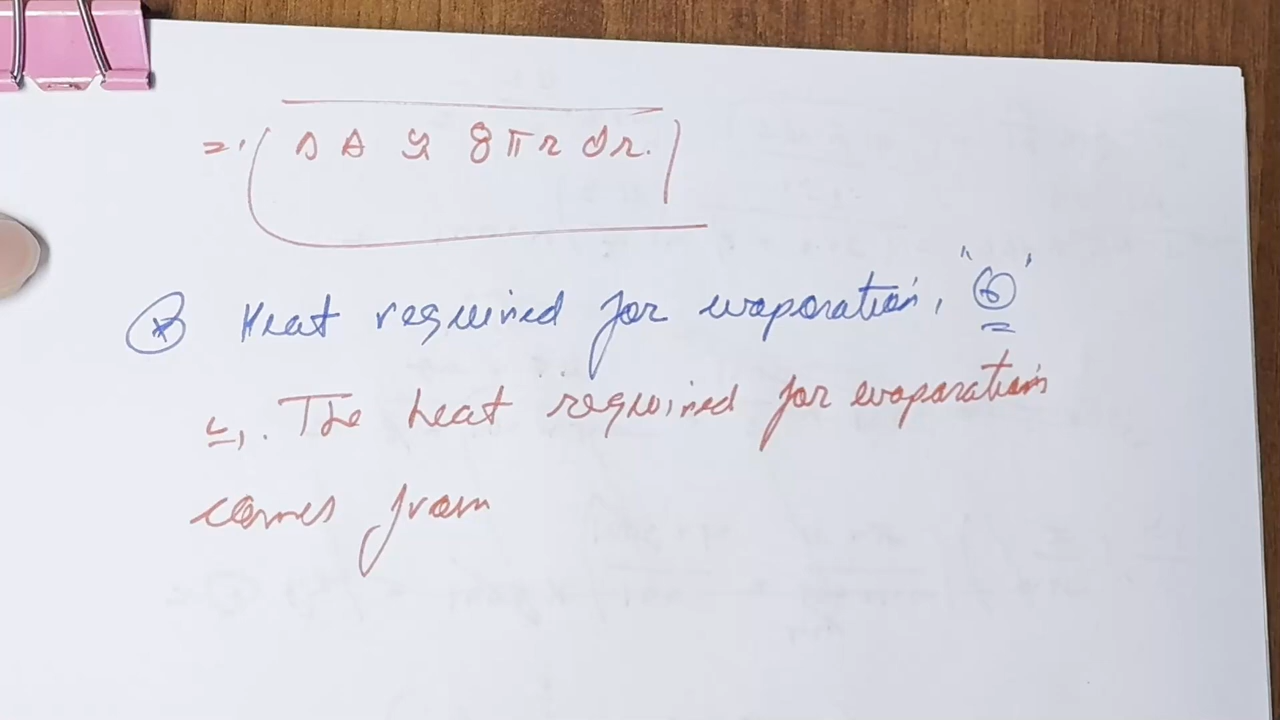 ⇒ ΔA ≈ 8πr dr.
⊛ Heat required for evaporation, "Ⓠ"
⇒ The heat required for evaporation
comes from